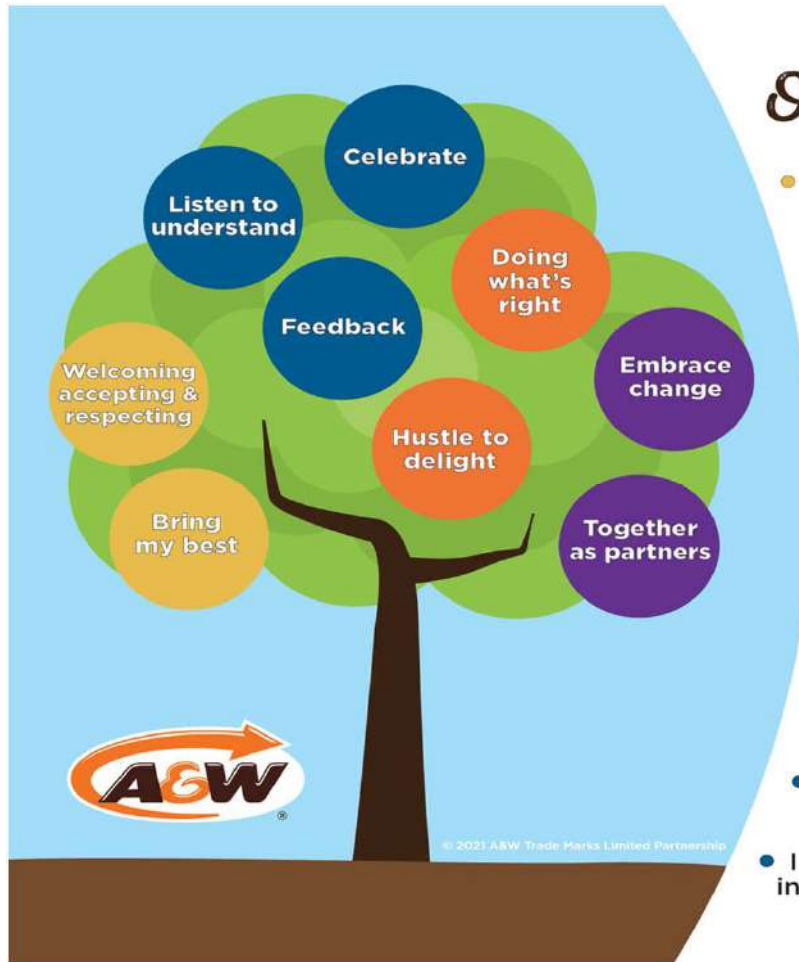 &
Celebrate
Listen to
understand
Doing
what's
right
Feedback
Embrace
change
Welcoming
accepting &
respecting
Hustle to
delight
Bring
my best
Together
as partners
A&W
®
© 2021 A&W Trade Marks Limited Partnership
in